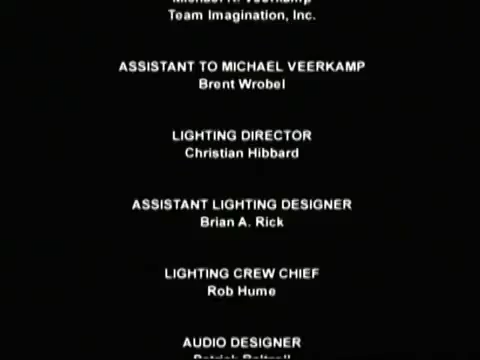 Team Imagination, Inc.
ASSISTANT TO MICHAEL VEERKAMP
Brent Wrobel
LIGHTING DIRECTOR
Christian Hibbard
ASSISTANT LIGHTING DESIGNER
Brian A. Rick
LIGHTING CREW CHIEF
Rob Hume
AUDIO DESIGNER